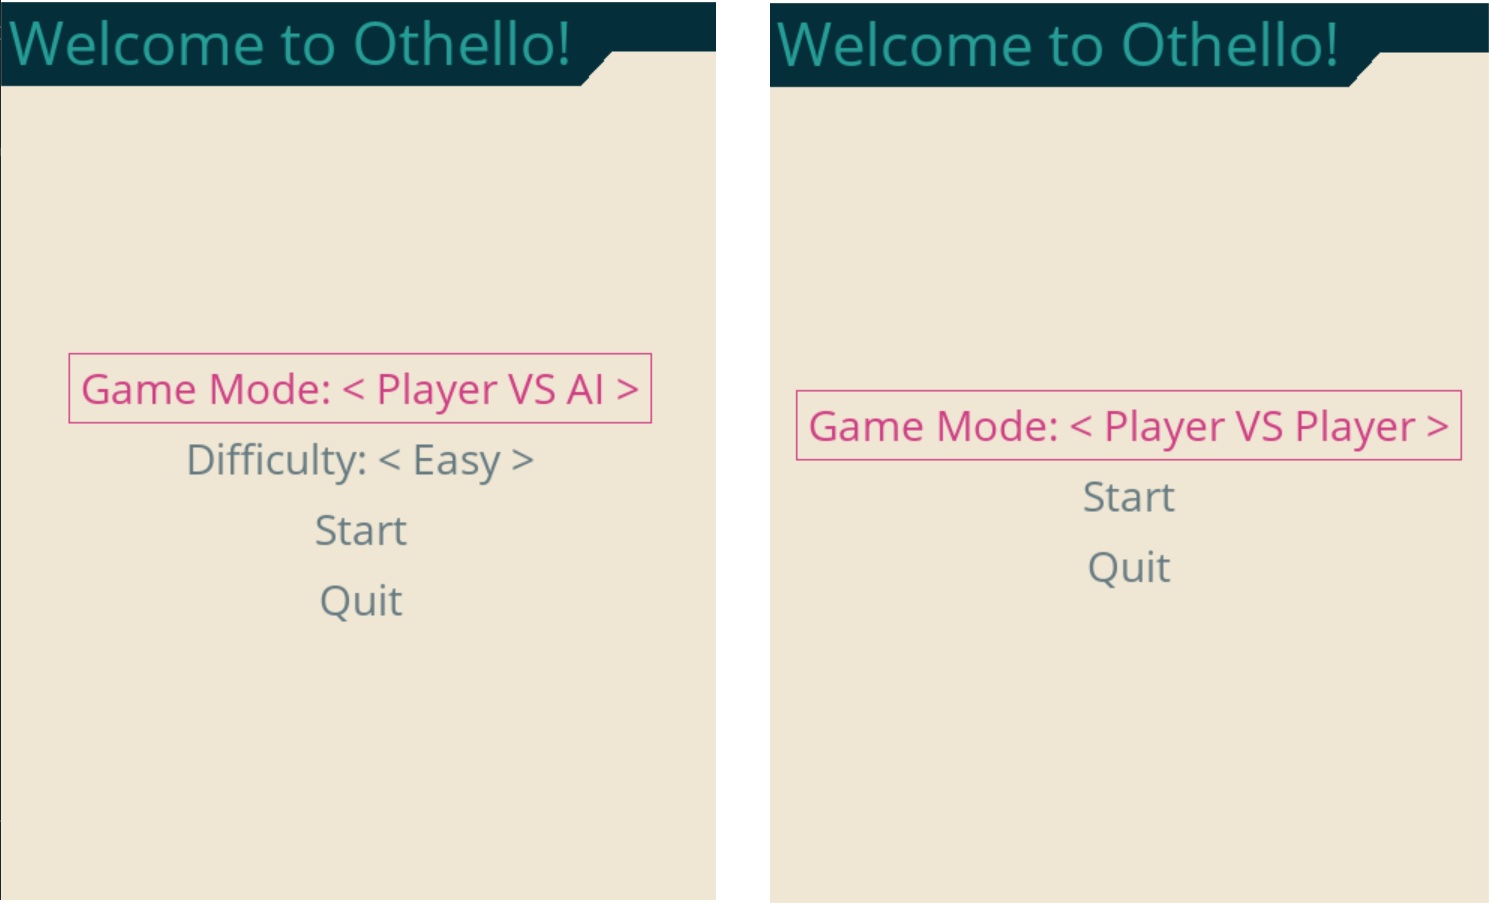 Welcome to Othello!
Game Mode: < Player VS AI >
Difficulty: < Easy >
Start
Quit
Welcome to Othello!
Game Mode: < Player VS Player >
Start
Quit